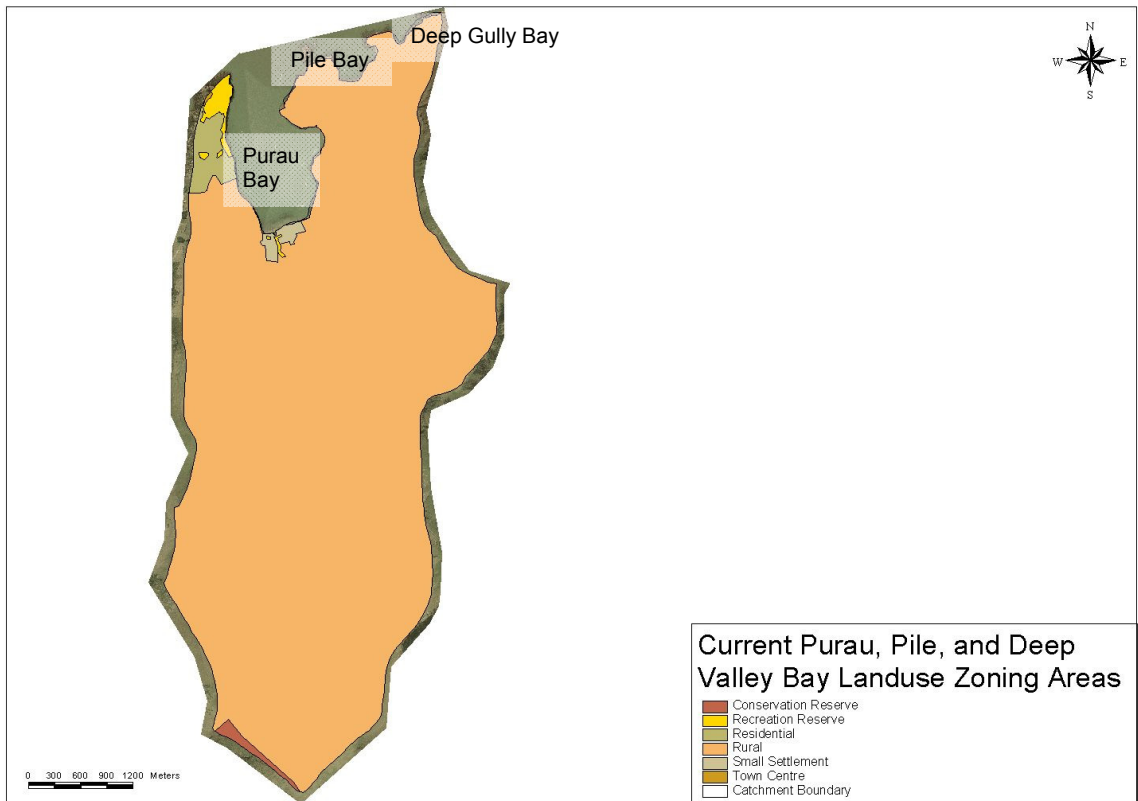 Deep Gully Bay
Pile Bay
Purau
Bay
N
W E
S
Current Purau, Pile, and Deep
Valley Bay Landuse Zoning Areas
Conservation Reserve
Recreation Reserve
Residential
Rural
Small Settlement
Town Centre
Catchment Boundary
0 300 600 900 1200 Meters